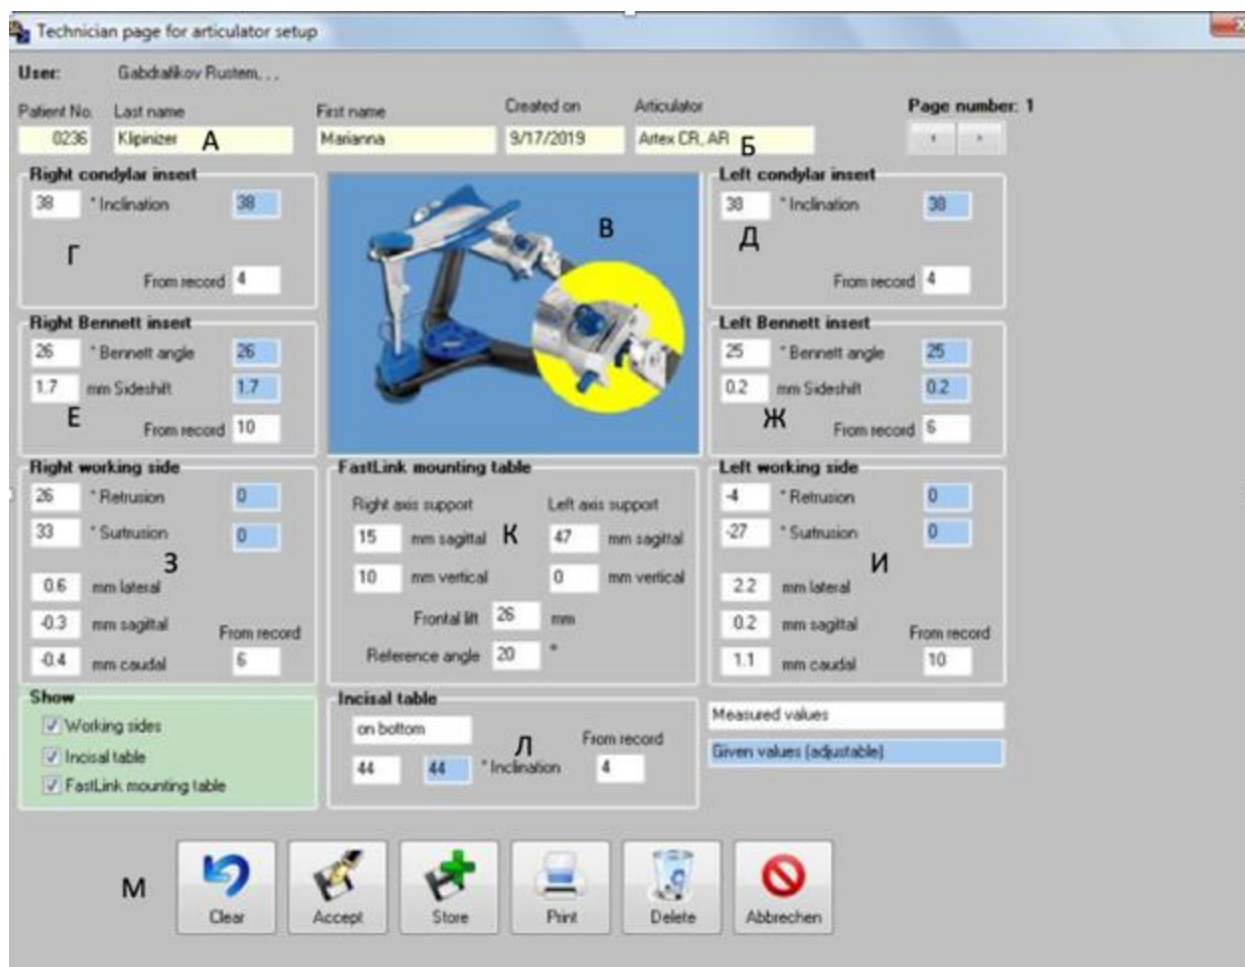 Technician page for articulator setup
User: Gabdrafikov Rustem, . .
Patient No. Last name First name Created on Articulator Page number: 1
0236 Klipinizer А Marianna 9/17/2019 Artex CR, AR Б
Right condylar insert
38 ° Inclination 38
Г
From record 4
В
Left condylar insert
38 ° Inclination 38
Д
From record 4
Right Bennett insert
26 ° Bennett angle 26
1.7 mm Sideshift 1.7
Е
From record 10
Left Bennett insert
25 ° Bennett angle 25
0.2 mm Sideshift 0.2
Ж
From record 6
Right working side
26 ° Retrusion 0
33 ° Surtrusion 0
З
0.6 mm lateral
-0.3 mm sagittal From record
-0.4 mm caudal 6
FastLink mounting table
Right axis support Left axis support
15 mm sagittal К 47 mm sagittal
10 mm vertical 0 mm vertical
Frontal lift 26 mm
Reference angle 20 °
Left working side
-4 ° Retrusion 0
-27 ° Surtrusion 0
И
2.2 mm lateral
0.2 mm sagittal From record
1.1 mm caudal 10
Show
Working sides
Incisal table
FastLink mounting table
Incisal table
on bottom Л From record
44 44 ° Inclination 4
Measured values
Given values (adjustable)
М
Clear Accept Store Print Delete Abbrechen